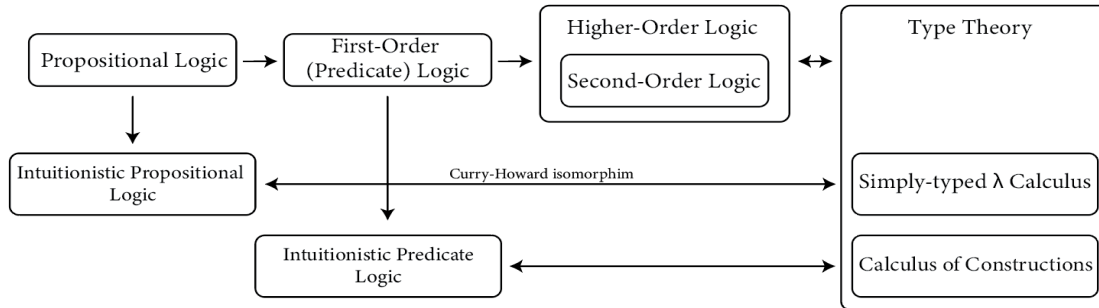 Propositional Logic
First-Order
(Predicate) Logic
Higher-Order Logic
Second-Order Logic
Type Theory
Intuitionistic Propositional
Logic
Curry-Howard isomorphim
Simply-typed λ Calculus
Intuitionistic Predicate
Logic
Calculus of Constructions